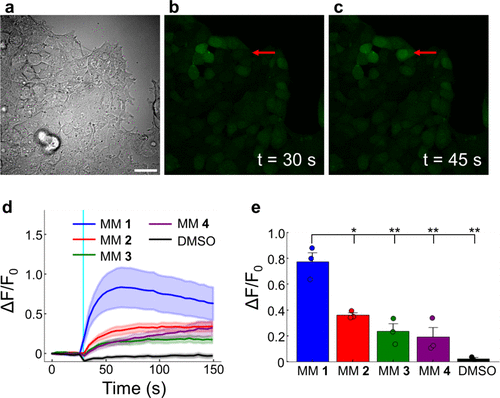 a
b
c
t = 30 s
t = 45 s
d
MM 1
MM 2
MM 3
MM 4
DMSO
1.5
1.0
0.5
0
ΔF/F0
0
50
100
150
Time (s)
e
1.0
0.8
0.6
0.4
0.2
0
ΔF/F0
* ** ** **
MM 1 MM 2 MM 3 MM 4 DMSO